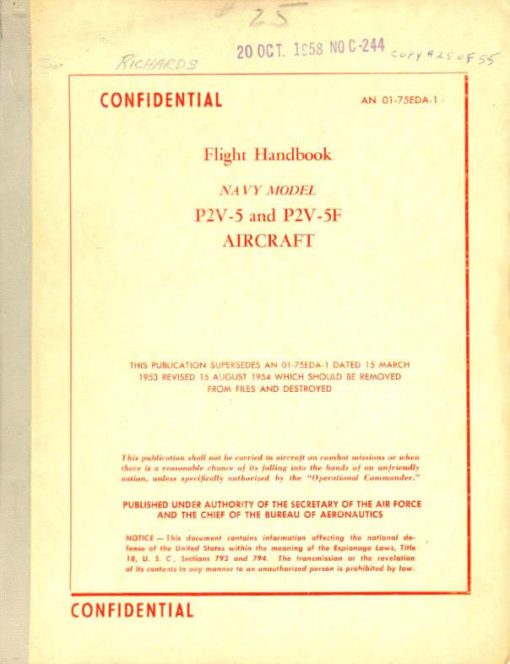 # 25
20 OCT. 1958 NO C-244
COPY # 25 OF 55
RICHARDS
CONFIDENTIAL
AN 01-75EDA-1
Flight Handbook
NAVY MODEL
P2V-5 and P2V-5F
AIRCRAFT
THIS PUBLICATION SUPERSEDES AN 01-75EDA-1 DATED 15 MARCH
1953 REVISED 15 AUGUST 1954 WHICH SHOULD BE REMOVED
FROM FILES AND DESTROYED
This publication shall not be carried in aircraft on combat missions or when
there is a reasonable chance of its falling into the hands of an unfriendly
nation, unless specifically authorized by the "Operational Commander."
PUBLISHED UNDER AUTHORITY OF THE SECRETARY OF THE AIR FORCE
AND THE CHIEF OF THE BUREAU OF AERONAUTICS
NOTICE — This document contains information affecting the national de-
fense of the United States within the meaning of the Espionage Laws, Title
18, U. S. C., Sections 793 and 794. The transmission or the revelation
of its contents in any manner to an unauthorized person is prohibited by law.
CONFIDENTIAL